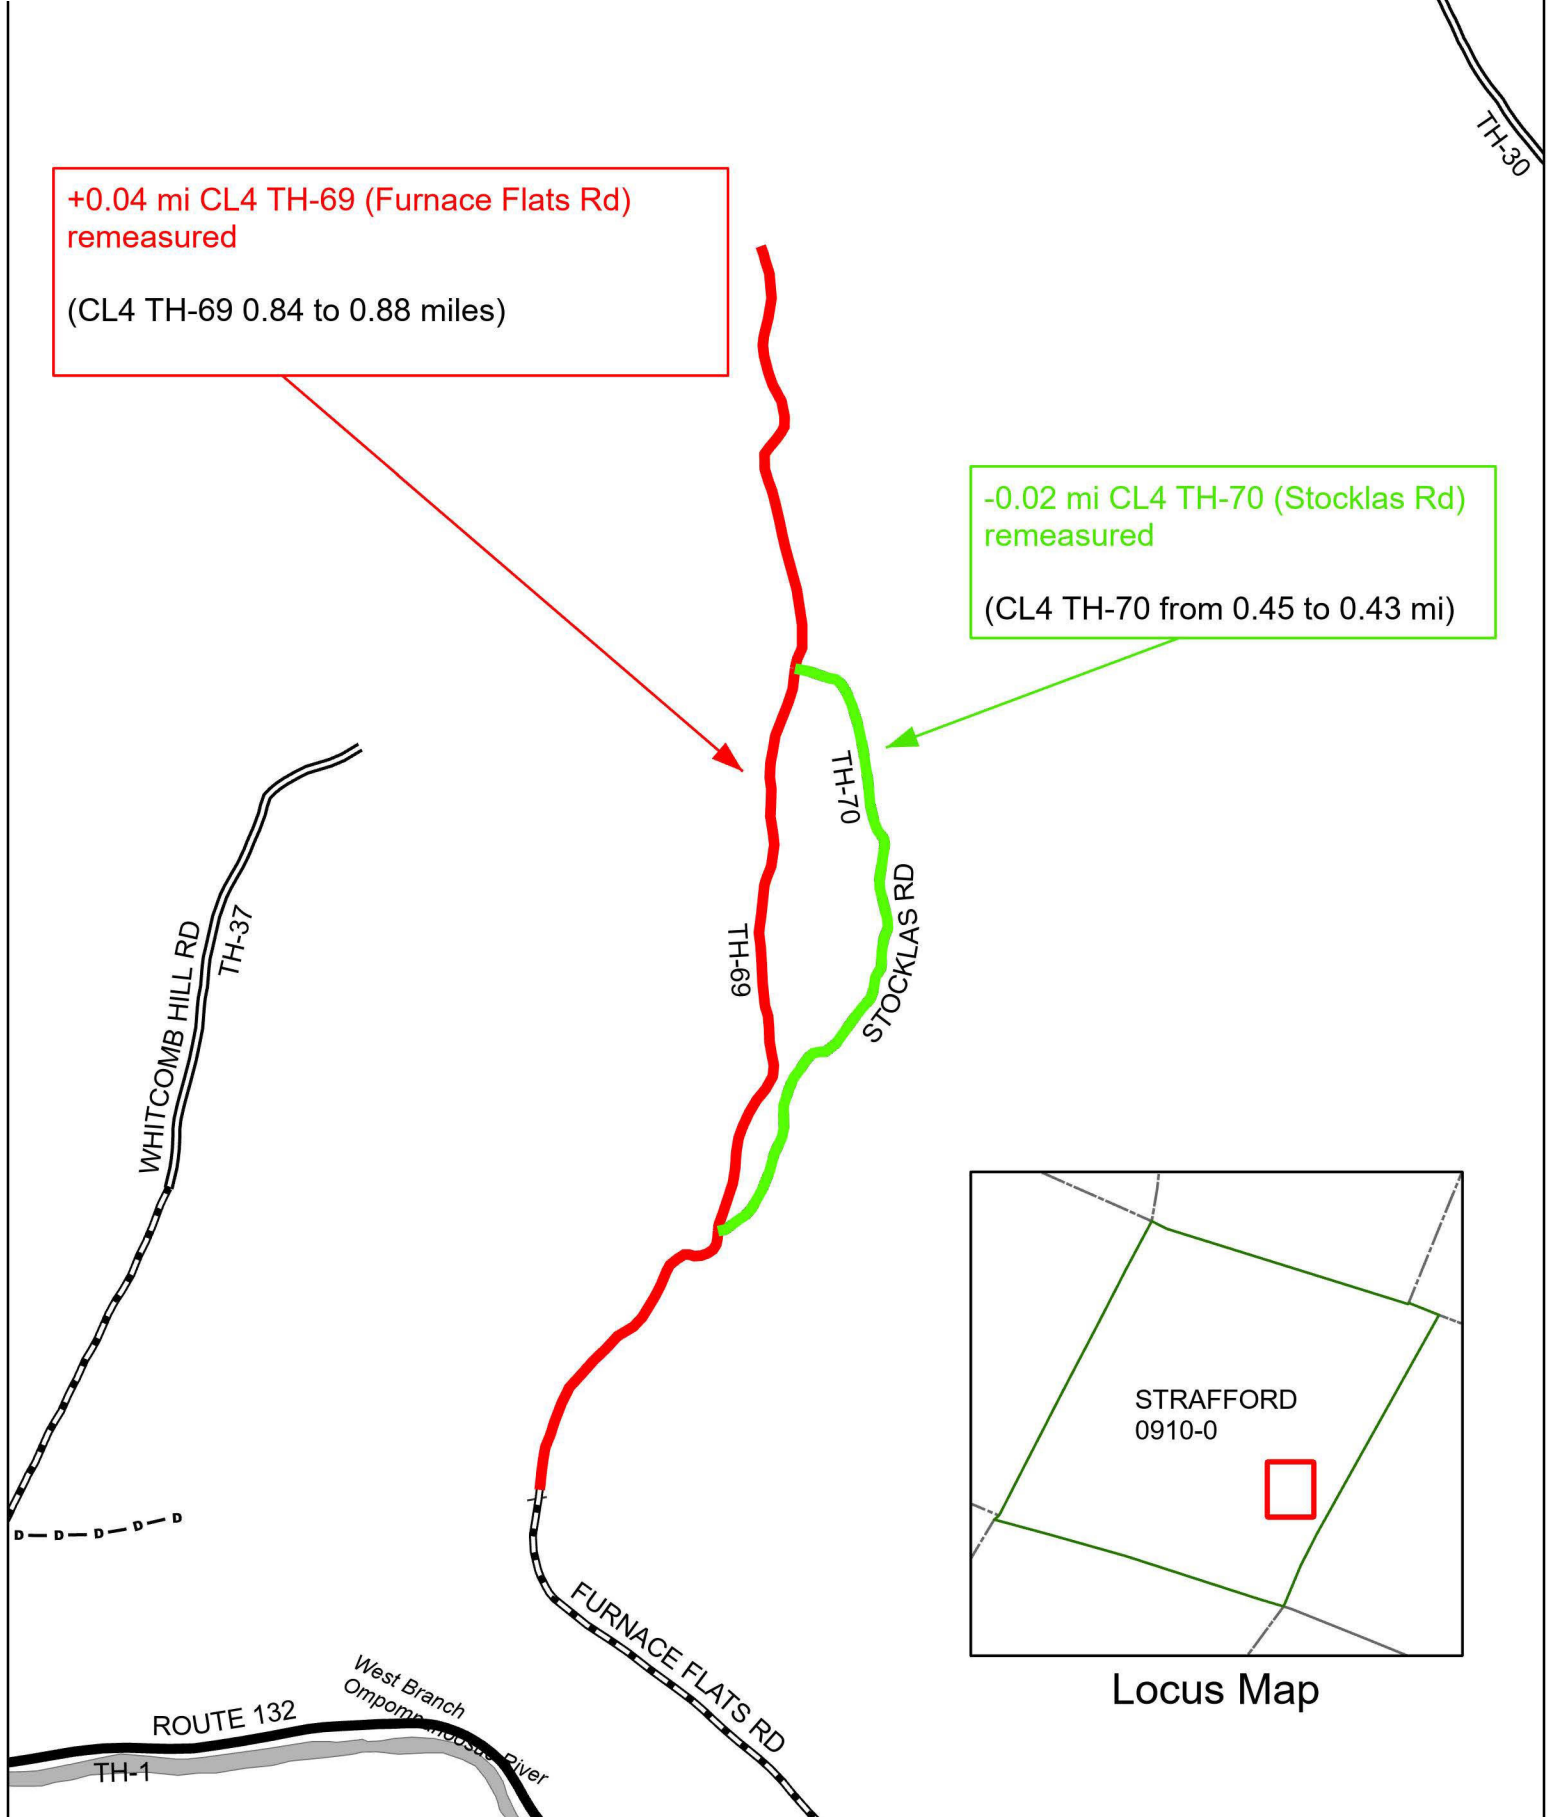 TH-30
+0.04 mi CL4 TH-69 (Furnace Flats Rd)
remeasured
(CL4 TH-69 0.84 to 0.88 miles)
-0.02 mi CL4 TH-70 (Stocklas Rd)
remeasured
(CL4 TH-70 from 0.45 to 0.43 mi)
TH-70
STOCKLAS RD
TH-69
WHITCOMB HILL RD
TH-37
STRAFFORD
0910-0
Locus Map
D D D D D
FURNACE FLATS RD
West Branch
Ompompanoosuc River
ROUTE 132
TH-1